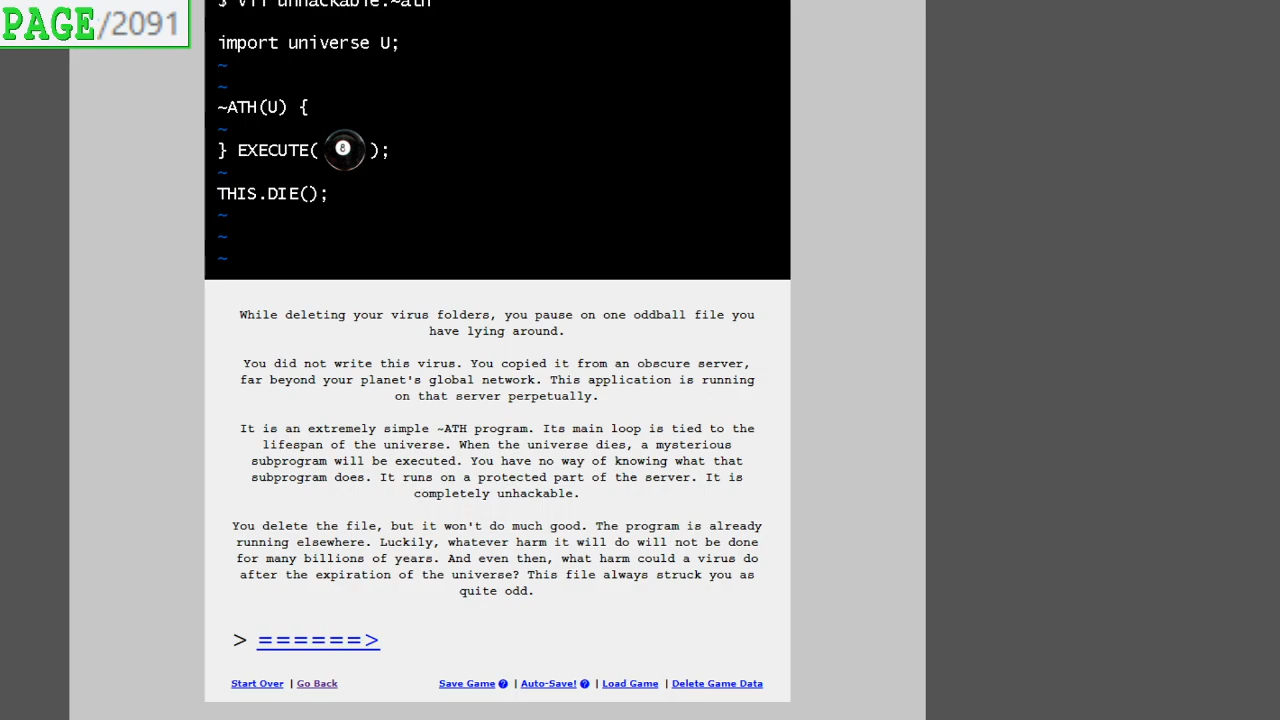 PAGE/2091
} vim unhackable.~ath
import universe U;
~
~
~ATH(U) {
~
} EXECUTE( 8 );
~
THIS.DIE();
~
~
~
While deleting your virus folders, you pause on one oddball file you
have lying around.
You did not write this virus. You copied it from an obscure server,
far beyond your planet's global network. This application is running
on that server perpetually.
It is an extremely simple ~ATH program. Its main loop is tied to the
lifespan of the universe. When the universe dies, a mysterious
subprogram will be executed. You have no way of knowing what that
subprogram does. It runs on a protected part of the server. It is
completely unhackable.
You delete the file, but it won't do much good. The program is already
running elsewhere. Luckily, whatever harm it will do will not be done
for many billions of years. And even then, what harm could a virus do
after the expiration of the universe? This file always struck you as
quite odd.
> ======>
Start Over | Go Back Save Game ? | Auto-Save! ? | Load Game | Delete Game Data